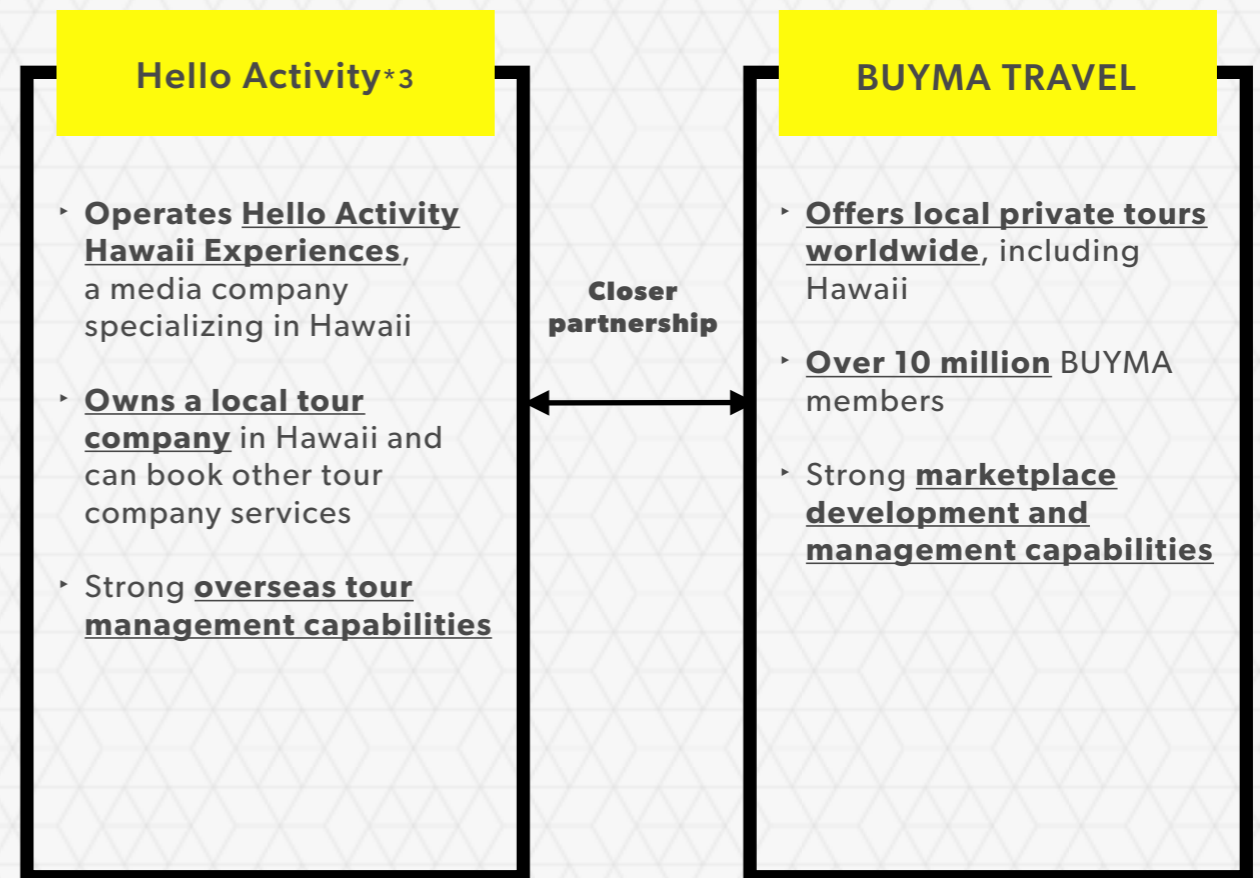 Hello Activity*3
‣ Operates Hello Activity
Hawaii Experiences,
a media company
specializing in Hawaii
‣ Owns a local tour
company in Hawaii and
can book other tour
company services
‣ Strong overseas tour
management capabilities
Closer
partnership
BUYMA TRAVEL
‣ Offers local private tours
worldwide, including
Hawaii
‣ Over 10 million BUYMA
members
‣ Strong marketplace
development and
management capabilities